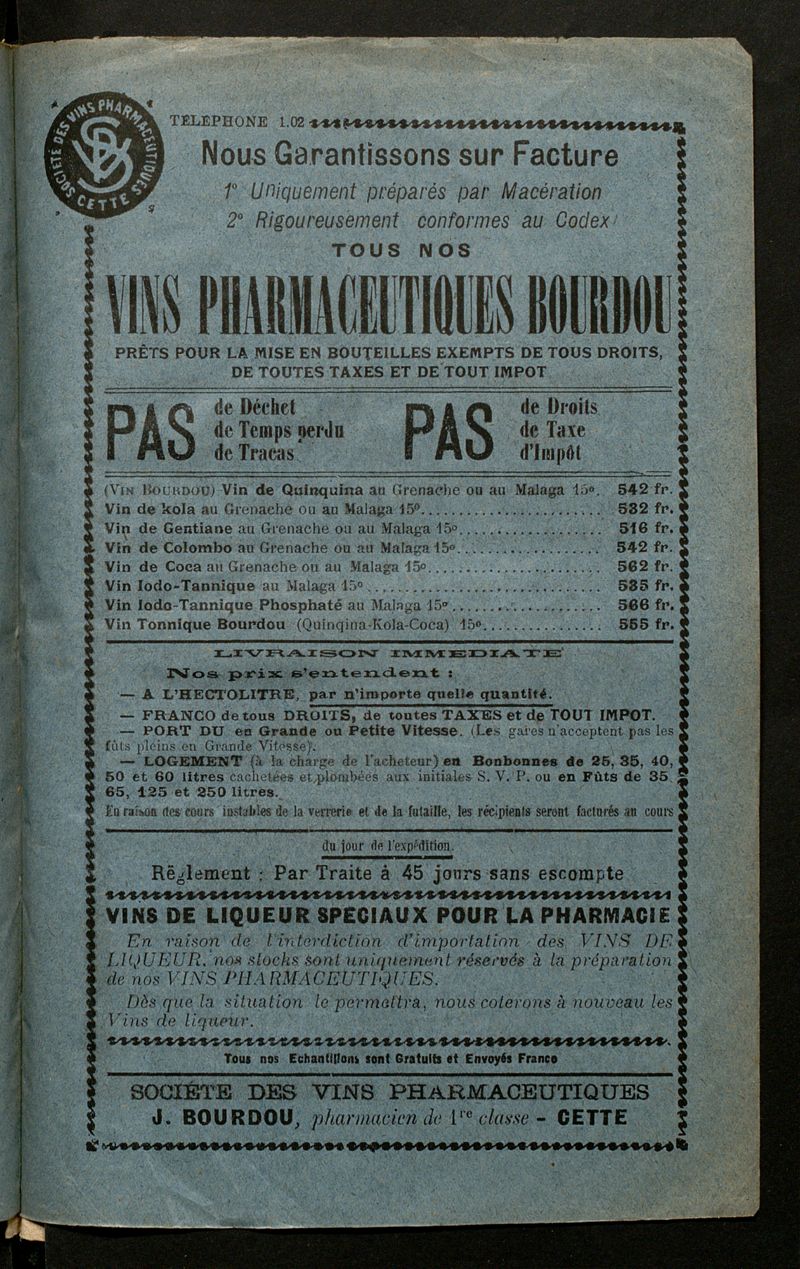 SOCIÉTÉ DES VINS PHARMACEUTIQUES
CETTE
TÉLÉPHONE 1.02
Nous Garantissons sur Facture
1° Uniquement préparés par Macération
2° Rigoureusement conformes au Codex
TOUS NOS
VINS PHARMACEUTIQUES BOURDOU
PRÊTS POUR LA MISE EN BOUTEILLES EXEMPTS DE TOUS DROITS,
DE TOUTES TAXES ET DE TOUT IMPOT
PAS de Déchet de Temps perdu de Tracas
PAS de Droits de Taxe d'Impôt
(VIN BOURDOU) Vin de Quinquina au Grenache ou au Malaga 15°. 542 fr.
Vin de kola au Grenache ou au Malaga 15°. 532 fr.
Vin de Gentiane au Grenache ou au Malaga 15°. 516 fr.
Vin de Colombo au Grenache ou au Malaga 15°. 542 fr.
Vin de Coca au Grenache ou au Malaga 15°. 562 fr.
Vin Iodo-Tannique au Malaga 15°. 535 fr.
Vin Iodo-Tannique Phosphaté au Malaga 15°. 566 fr.
Vin Tonnique Bourdou (Quinqina-Kola-Coca) 15°. 555 fr.
LIVRAISON IMMEDIATE
Nos prix s'entendent :
— A L'HECTOLITRE, par n'importe quelle quantité.
— FRANCO de tous DROITS, de toutes TAXES et de TOUT IMPOT.
— PORT DU en Grande ou Petite Vitesse. (Les gares n'acceptent pas les
fûts pleins en Grande Vitesse).
— LOGEMENT (à la charge de l'acheteur) en Bonbonnes de 25, 35, 40,
50 et 60 litres cachetées et plombées aux initiales S. V. P. ou en Fûts de 35
65, 125 et 250 litres.
En raison des cours instables de la verrerie et de la futaille, les récipients seront facturés au cours
du jour de l'expédition.
Règlement : Par Traite à 45 jours sans escompte
VINS DE LIQUEUR SPÉCIAUX POUR LA PHARMACIE
En raison de l'interdiction d'importation des VINS DE
LIQUEUR, nos stocks sont uniquement réservés à la préparation
de nos VINS PHARMACEUTIQUES.
Dès que la situation le permettra, nous coterons à nouveau les
Vins de liqueur.
Tous nos Echantillons sont Gratuits et Envoyés Franco
SOCIÉTÉ DES VINS PHARMACEUTIQUES
J. BOURDOU, pharmacien de 1re classe - CETTE